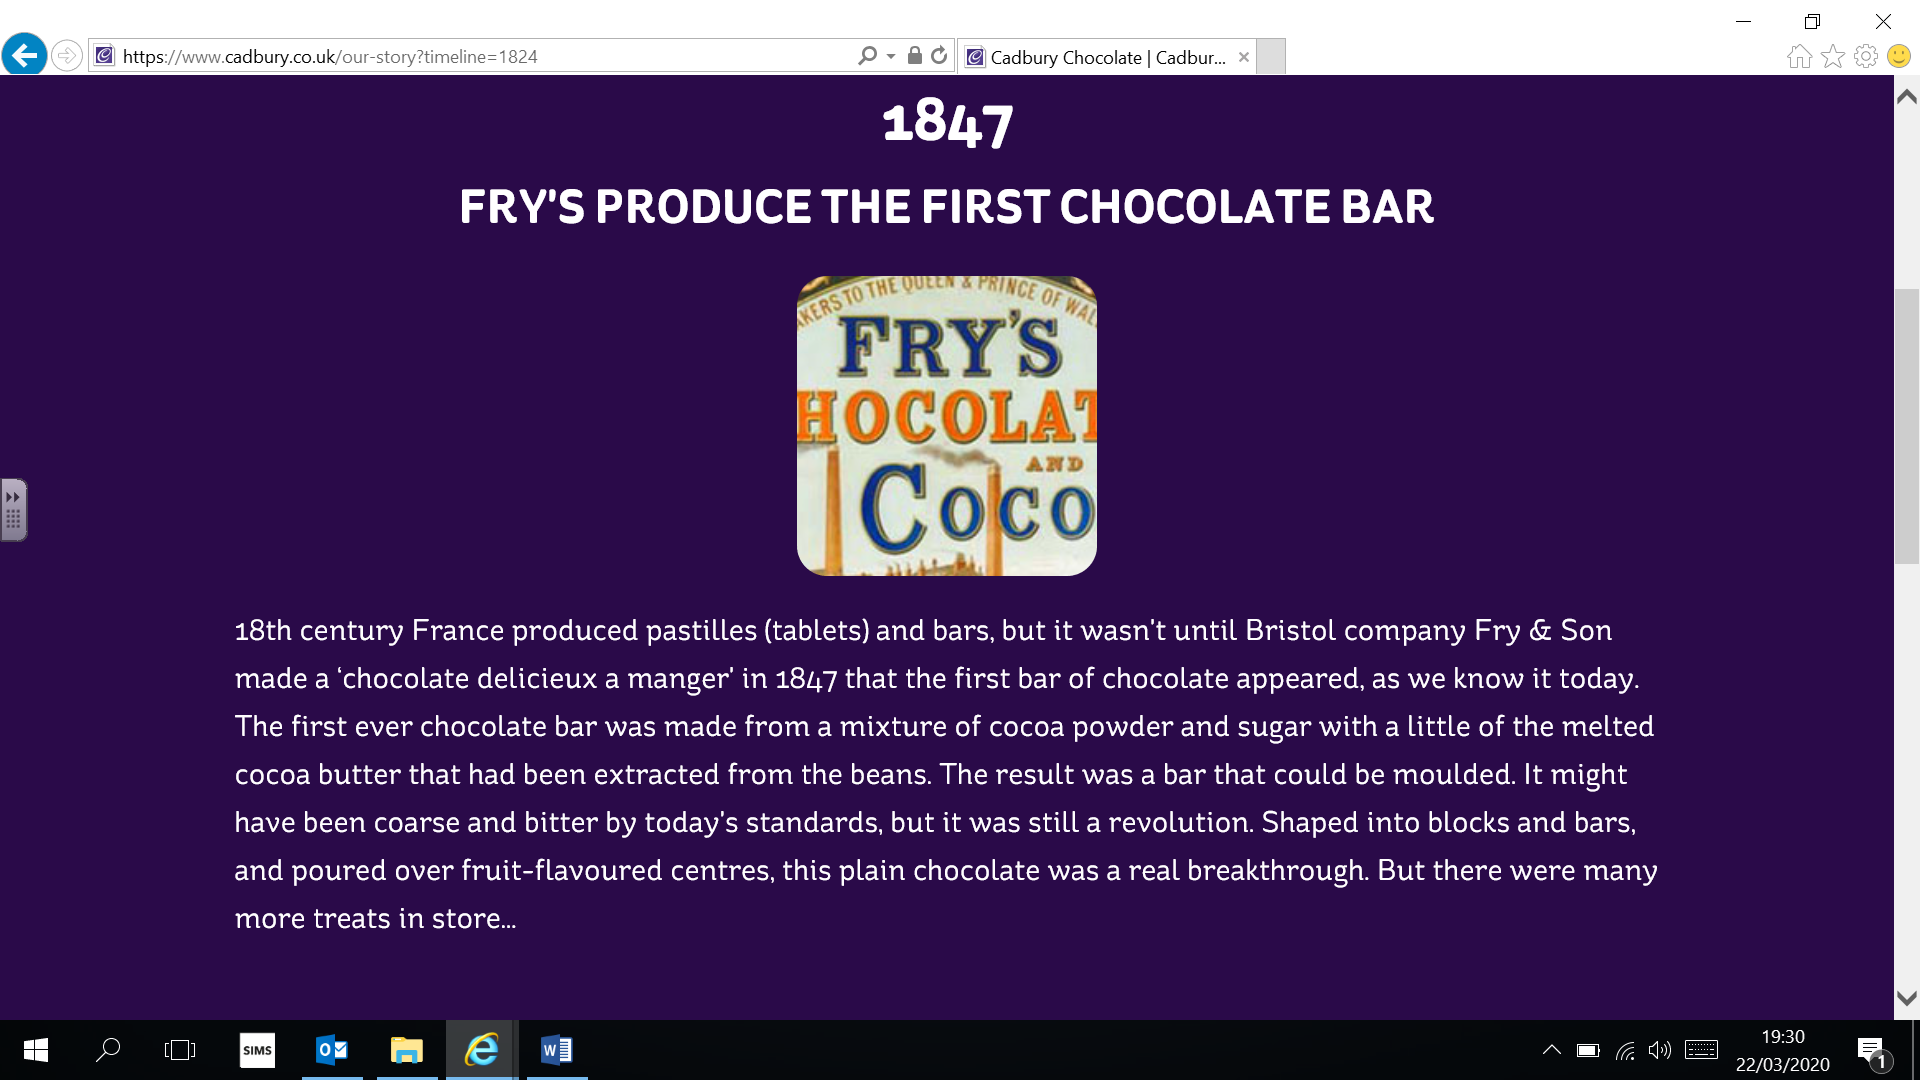 https://www.cadbury.co.uk/our-story?timeline=1824
Cadbury Chocolate | Cadbur...
1847
FRY'S PRODUCE THE FIRST CHOCOLATE BAR
AKERS TO THE QUEEN & PRINCE OF WAL
FRY'S
HOCOLAT
AND
COCO
18th century France produced pastilles (tablets) and bars, but it wasn't until Bristol company Fry & Son
made a ‘chocolate delicieux a manger’ in 1847 that the first bar of chocolate appeared, as we know it today.
The first ever chocolate bar was made from a mixture of cocoa powder and sugar with a little of the melted
cocoa butter that had been extracted from the beans. The result was a bar that could be moulded. It might
have been coarse and bitter by today's standards, but it was still a revolution. Shaped into blocks and bars,
and poured over fruit-flavoured centres, this plain chocolate was a real breakthrough. But there were many
more treats in store...
SIMS
19:30
22/03/2020
1